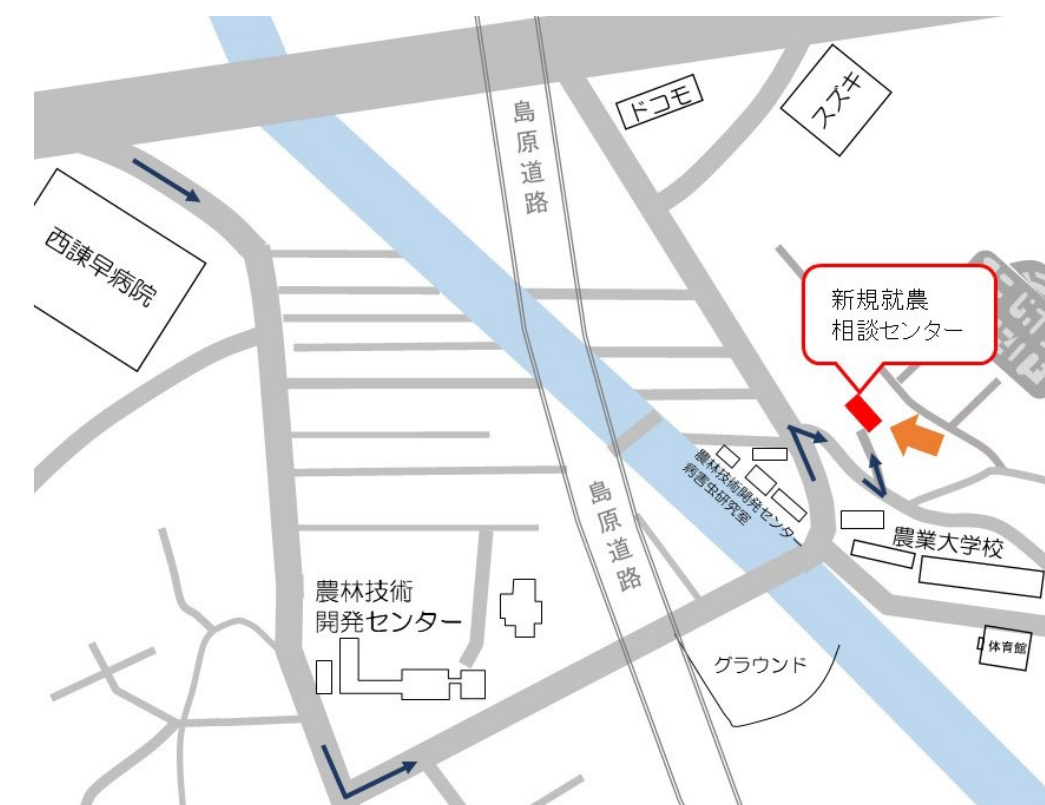 島原道路
ドコモ
スズキ
西諫早病院
新規就農
相談センター
農林技術開発センター
病害虫研究室
島原道路
農業大学校
農林技術
開発センター
体育館
グラウンド